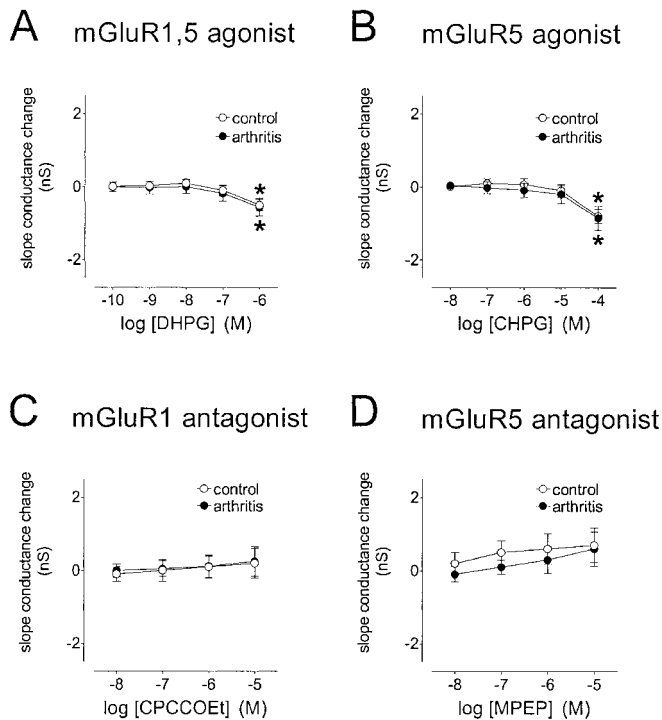 A mGluR1,5 agonist
slope conductance change
(nS)
2
0
-2
control
arthritis
*
*
-10 -9 -8 -7 -6
log [DHPG] (M)
B mGluR5 agonist
slope conductance change
(nS)
2
0
-2
control
arthritis
*
*
-8 -7 -6 -5 -4
log [CHPG] (M)
C mGluR1 antagonist
slope conductance change
(nS)
2
0
-2
control
arthritis
-8 -7 -6 -5
log [CPCCOEt] (M)
D mGluR5 antagonist
slope conductance change
(nS)
2
0
-2
control
arthritis
-8 -7 -6 -5
log [MPEP] (M)